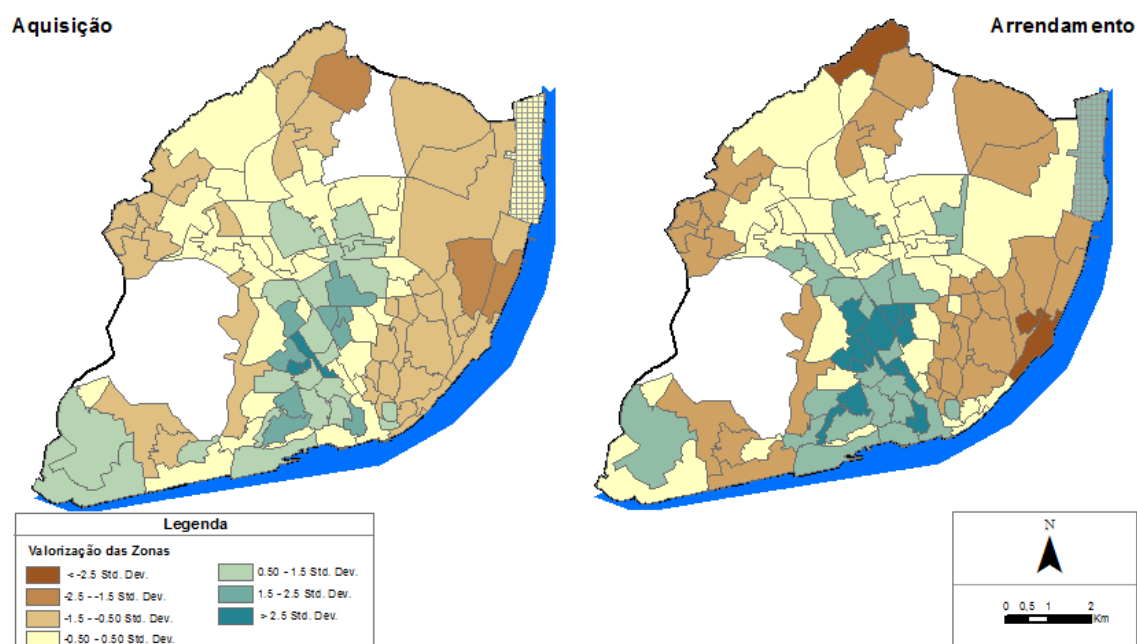 Aquisição
Arrendamento
Legenda
Valorização das Zonas
< -2.5 Std. Dev.
-2.5 - -1.5 Std. Dev.
-1.5 - -0.50 Std. Dev.
-0.50 - 0.50 Std. Dev.
0.50 - 1.5 Std. Dev.
1.5 - 2.5 Std. Dev.
> 2.5 Std. Dev.
N
0 0,5 1 2
Km